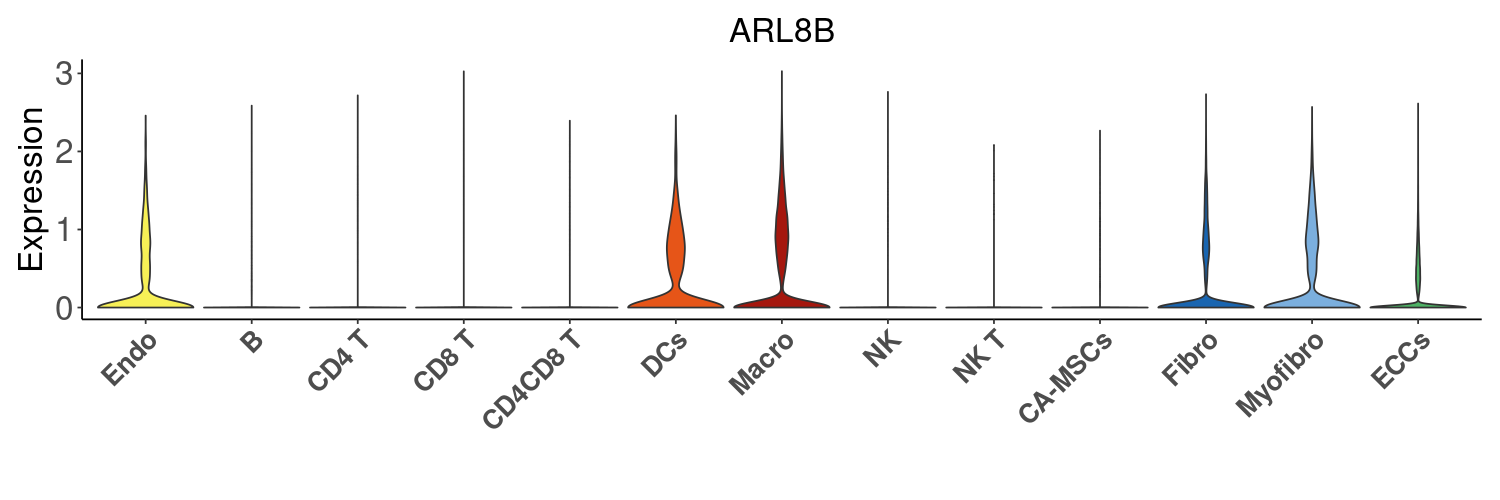 ARL8B
Expression
3
2
1
0
Endo
B
CD4 T
CD8 T
CD4CD8 T
DCs
Macro
NK
NK T
CA-MSCs
Fibro
Myofibro
ECCs